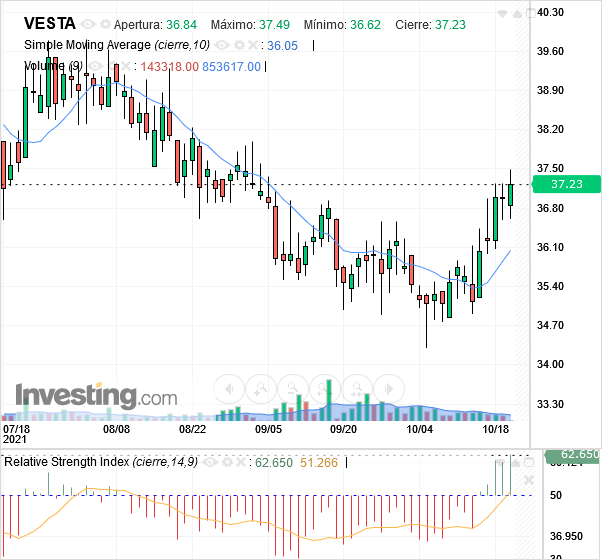 VESTA Apertura: 36.84 Máximo: 37.49 Mínimo: 36.62 Cierre: 37.23
Simple Moving Average (cierre,10) : 36.05 |
Volume (9) : 143318.00 853617.00 |
40.30
39.60
38.90
38.20
37.50
37.23
36.80
36.10
35.40
34.70
34.00
33.30
Investing.com
07/18 08/08 08/22 09/05 09/20 10/04 10/18
2021
Relative Strength Index (cierre,14,9) : 62.650 51.266 |
62.650
50
36.950